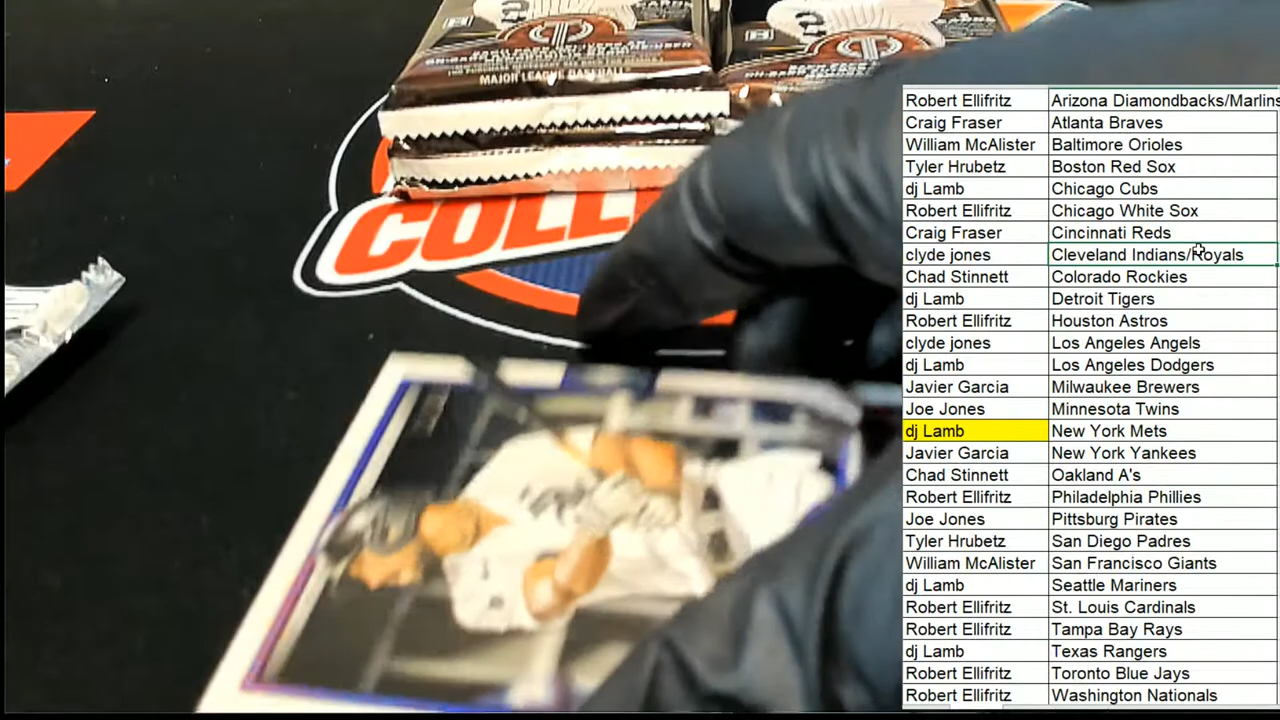 MAJOR LEAGUE BASEBALL
COLL
Robert Ellifritz Arizona Diamondbacks/Marlins
Craig Fraser Atlanta Braves
William McAlister Baltimore Orioles
Tyler Hrubetz Boston Red Sox
dj Lamb Chicago Cubs
Robert Ellifritz Chicago White Sox
Craig Fraser Cincinnati Reds
clyde jones Cleveland Indians/Royals
Chad Stinnett Colorado Rockies
dj Lamb Detroit Tigers
Robert Ellifritz Houston Astros
clyde jones Los Angeles Angels
dj Lamb Los Angeles Dodgers
Javier Garcia Milwaukee Brewers
Joe Jones Minnesota Twins
dj Lamb New York Mets
Javier Garcia New York Yankees
Chad Stinnett Oakland A's
Robert Ellifritz Philadelphia Phillies
Joe Jones Pittsburg Pirates
Tyler Hrubetz San Diego Padres
William McAlister San Francisco Giants
dj Lamb Seattle Mariners
Robert Ellifritz St. Louis Cardinals
Robert Ellifritz Tampa Bay Rays
dj Lamb Texas Rangers
Robert Ellifritz Toronto Blue Jays
Robert Ellifritz Washington Nationals